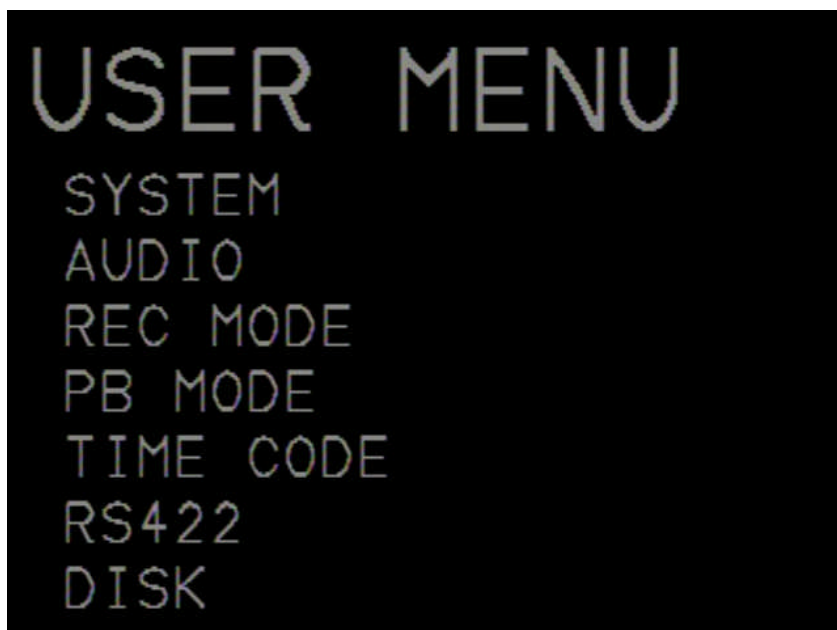 USER MENU
SYSTEM
AUDIO
REC MODE
PB MODE
TIME CODE
RS422
DISK